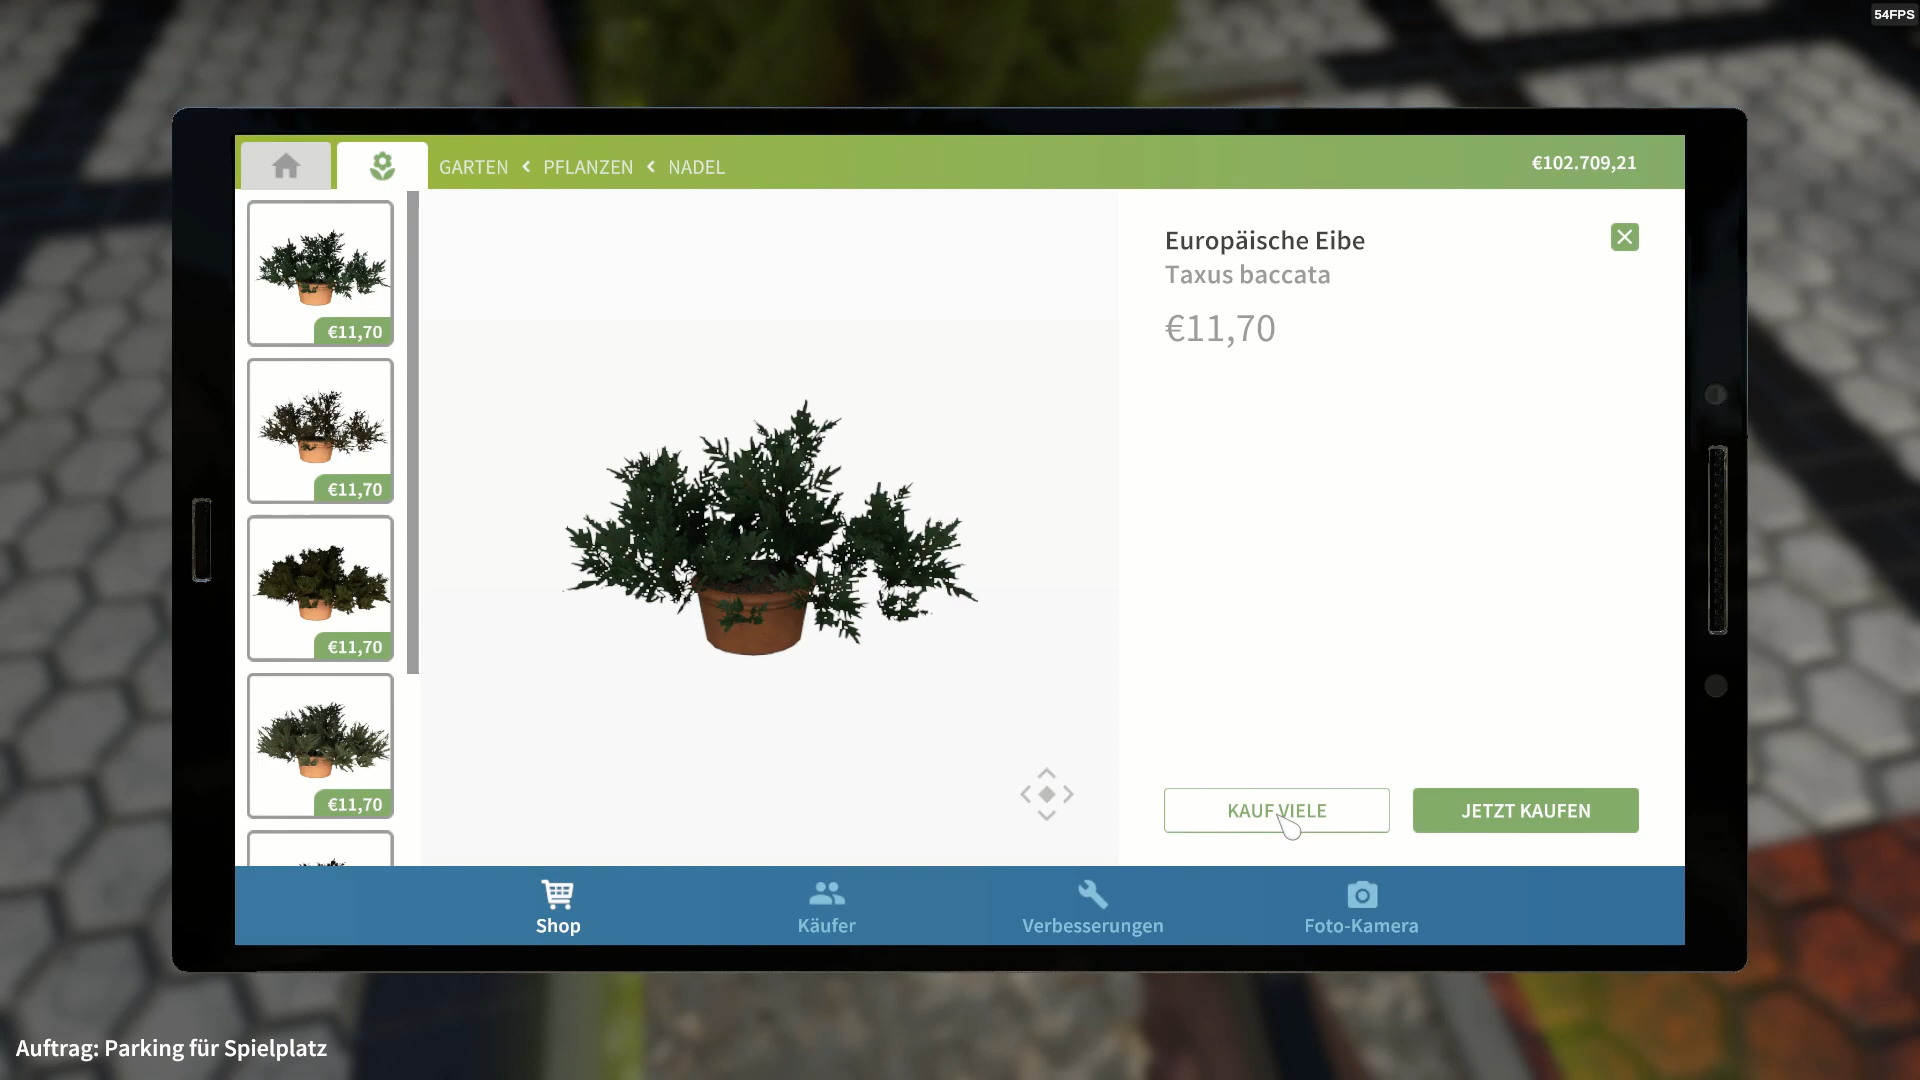 54FPS
GARTEN < PFLANZEN < NADEL
€102.709,21
€11,70
€11,70
€11,70
€11,70
Europäische Eibe
Taxus baccata
€11,70
KAUF VIELE
JETZT KAUFEN
Shop
Käufer
Verbesserungen
Foto-Kamera
Auftrag: Parking für Spielplatz